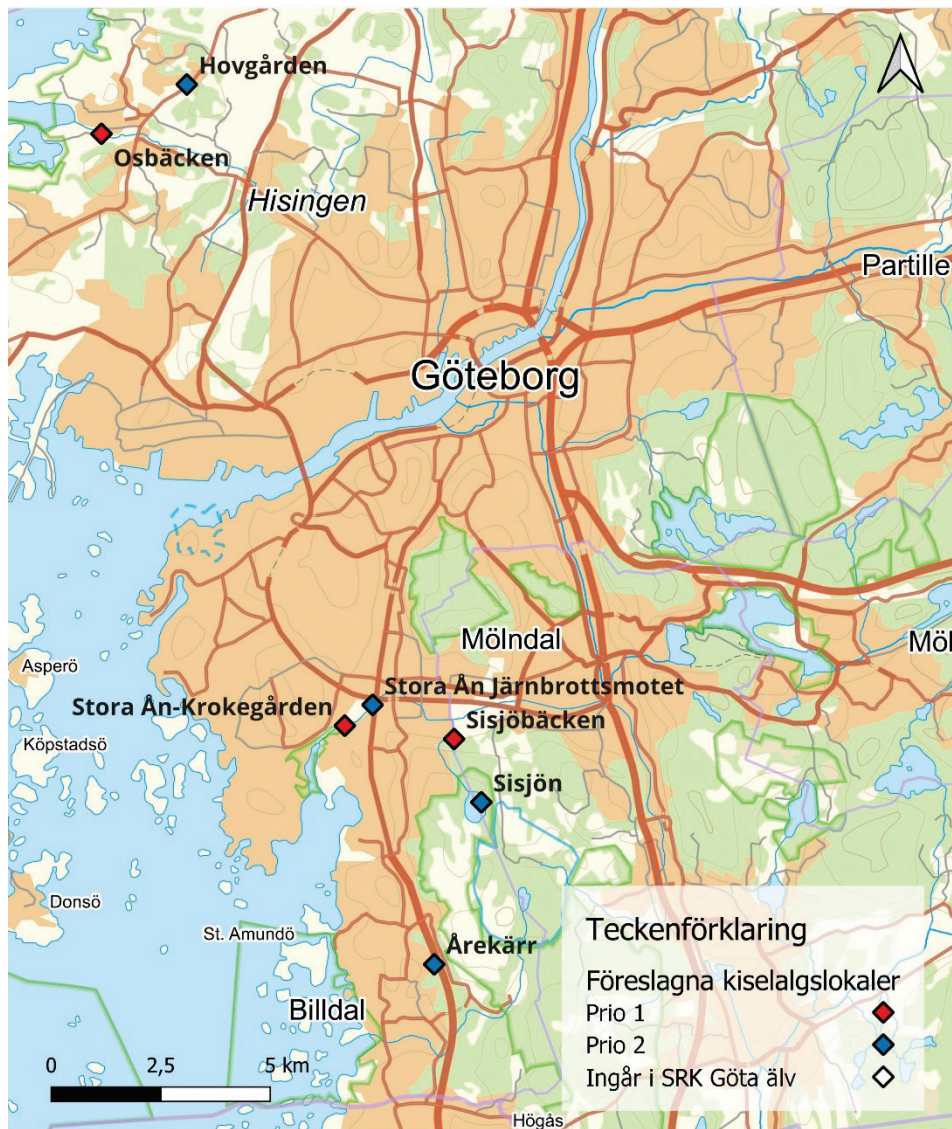 Hovgården
Osbäcken
Hisingen
Partille
Göteborg
Mölndal
Asperö
Stora Ån Järnbrottsmotet
Stora Ån-Krokegården
Sisjöbäcken
Köpstadsö
Sisjön
Donsö
St. Amundö
Årekärr
Billdal
Teckenförklaring
Föreslagna kiselalgslokaler
Prio 1
Prio 2
Ingår i SRK Göta älv
0 2,5 5 km
Högås
Möl